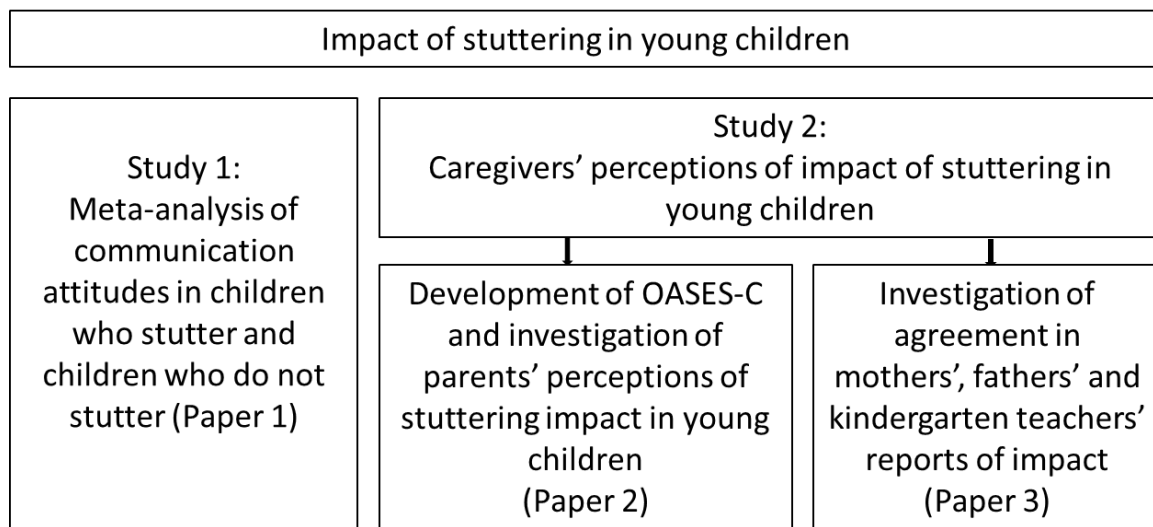 Impact of stuttering in young children
Study 1:
Meta-analysis of
communication
attitudes in children
who stutter and
children who do not
stutter (Paper 1)
Study 2:
Caregivers’ perceptions of impact of stuttering in
young children
Development of OASES-C
and investigation of
parents’ perceptions of
stuttering impact in young
children
(Paper 2)
Investigation of
agreement in
mothers’, fathers’ and
kindergarten teachers’
reports of impact
(Paper 3)